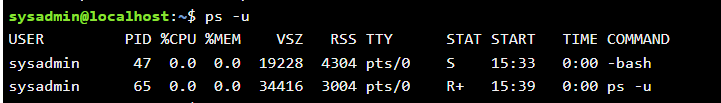 sysadmin@localhost:~$ ps -u
USER       PID %CPU %MEM    VSZ   RSS TTY      STAT START   TIME COMMAND
sysadmin    47  0.0  0.0  19228  4304 pts/0    S    15:33   0:00 -bash
sysadmin    65  0.0  0.0  34416  3004 pts/0    R+   15:39   0:00 ps -u